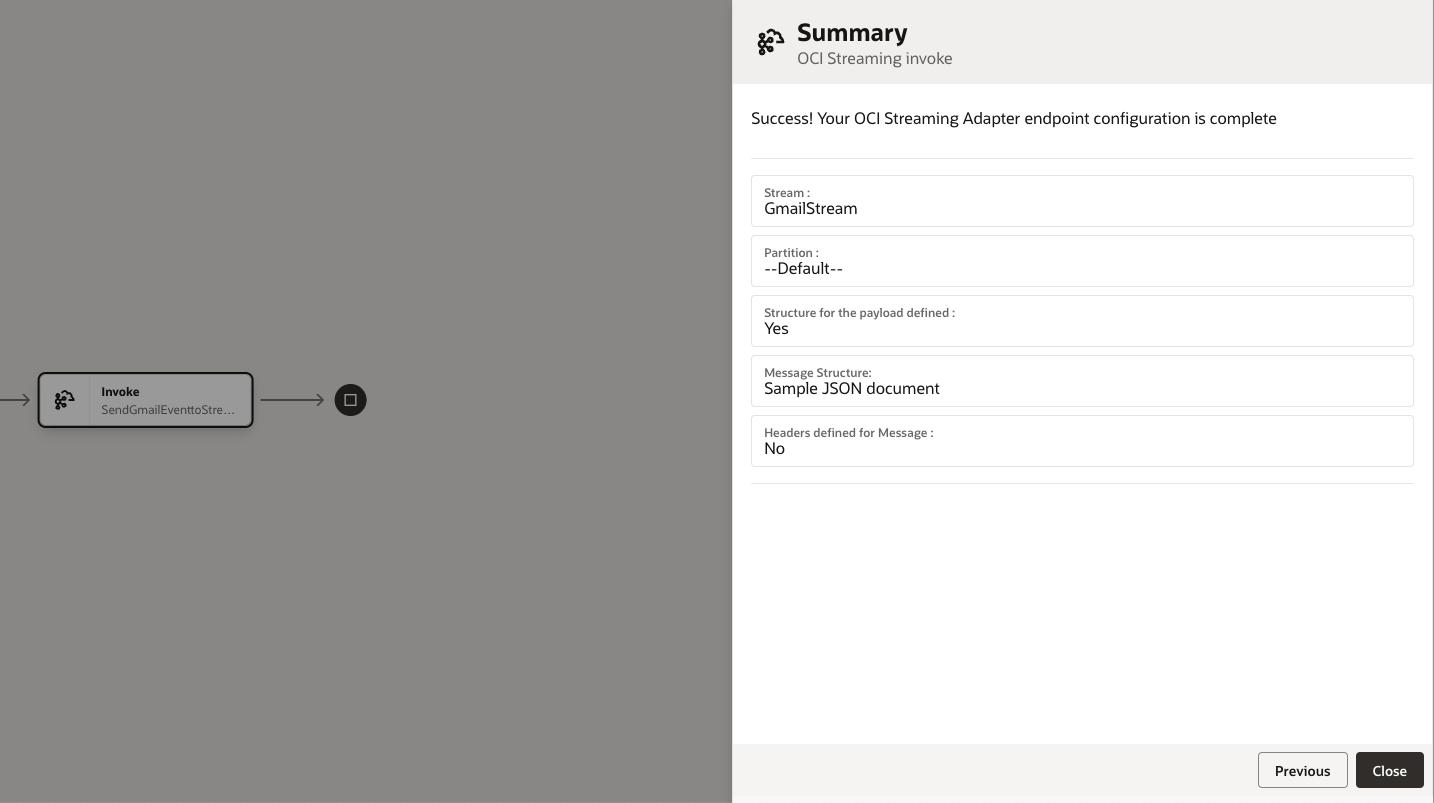 Summary
OCI Streaming invoke
Success! Your OCI Streaming Adapter endpoint configuration is complete
Stream :
GmailStream
Partition :
--Default--
Structure for the payload defined :
Yes
Message Structure:
Sample JSON document
Headers defined for Message :
No
Invoke
SendGmailEventtoStre...
Previous
Close